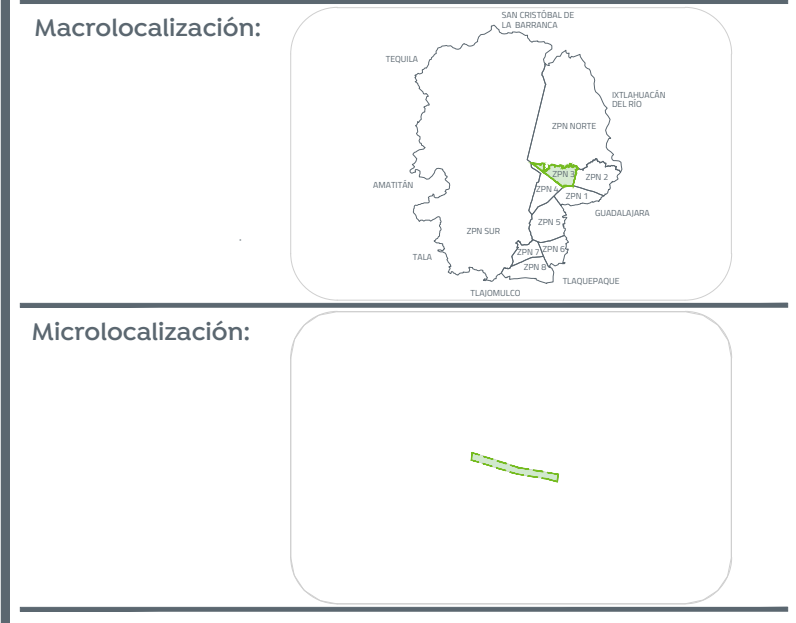 Macrolocalización:
SAN CRISTÓBAL DE
LA BARRANCA
TEQUILA
IXTLAHUACÁN
DEL RÍO
ZPN NORTE
ZPN 3
ZPN 2
AMATITÁN
ZPN 4
ZPN 1
GUADALAJARA
ZPN 5
ZPN SUR
ZPN 7
ZPN 6
TALA
ZPN 8
TLAQUEPAQUE
TLAJOMULCO
Microlocalización: